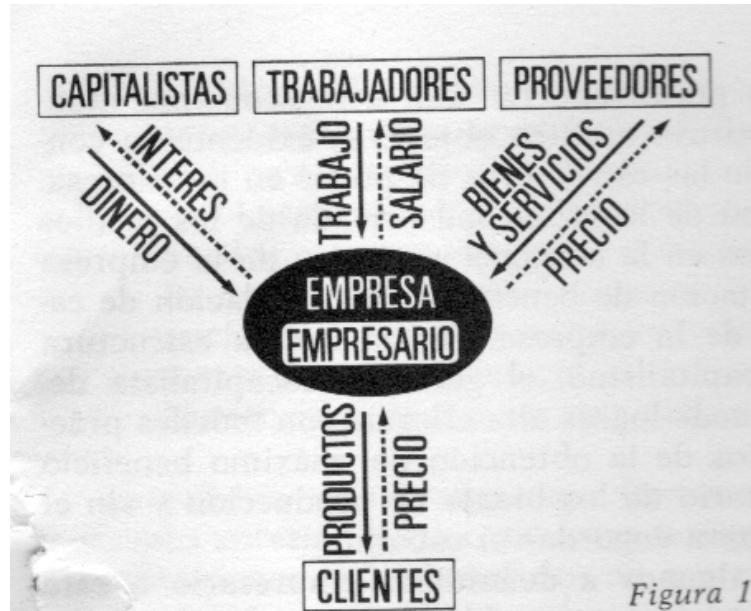 CAPITALISTAS TRABAJADORES PROVEEDORES
INTERES
DINERO
TRABAJO
SALARIO
BIENES
Y SERVICIOS
PRECIO
EMPRESA
EMPRESARIO
PRODUCTOS
PRECIO
CLIENTES
Figura 1